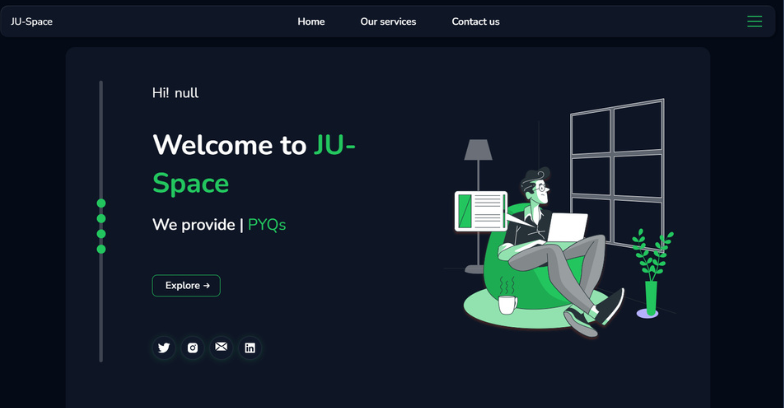 JU-Space
Home
Our services
Contact us
Hi! null
Welcome to JU-
Space
We provide | PYQs
Explore →